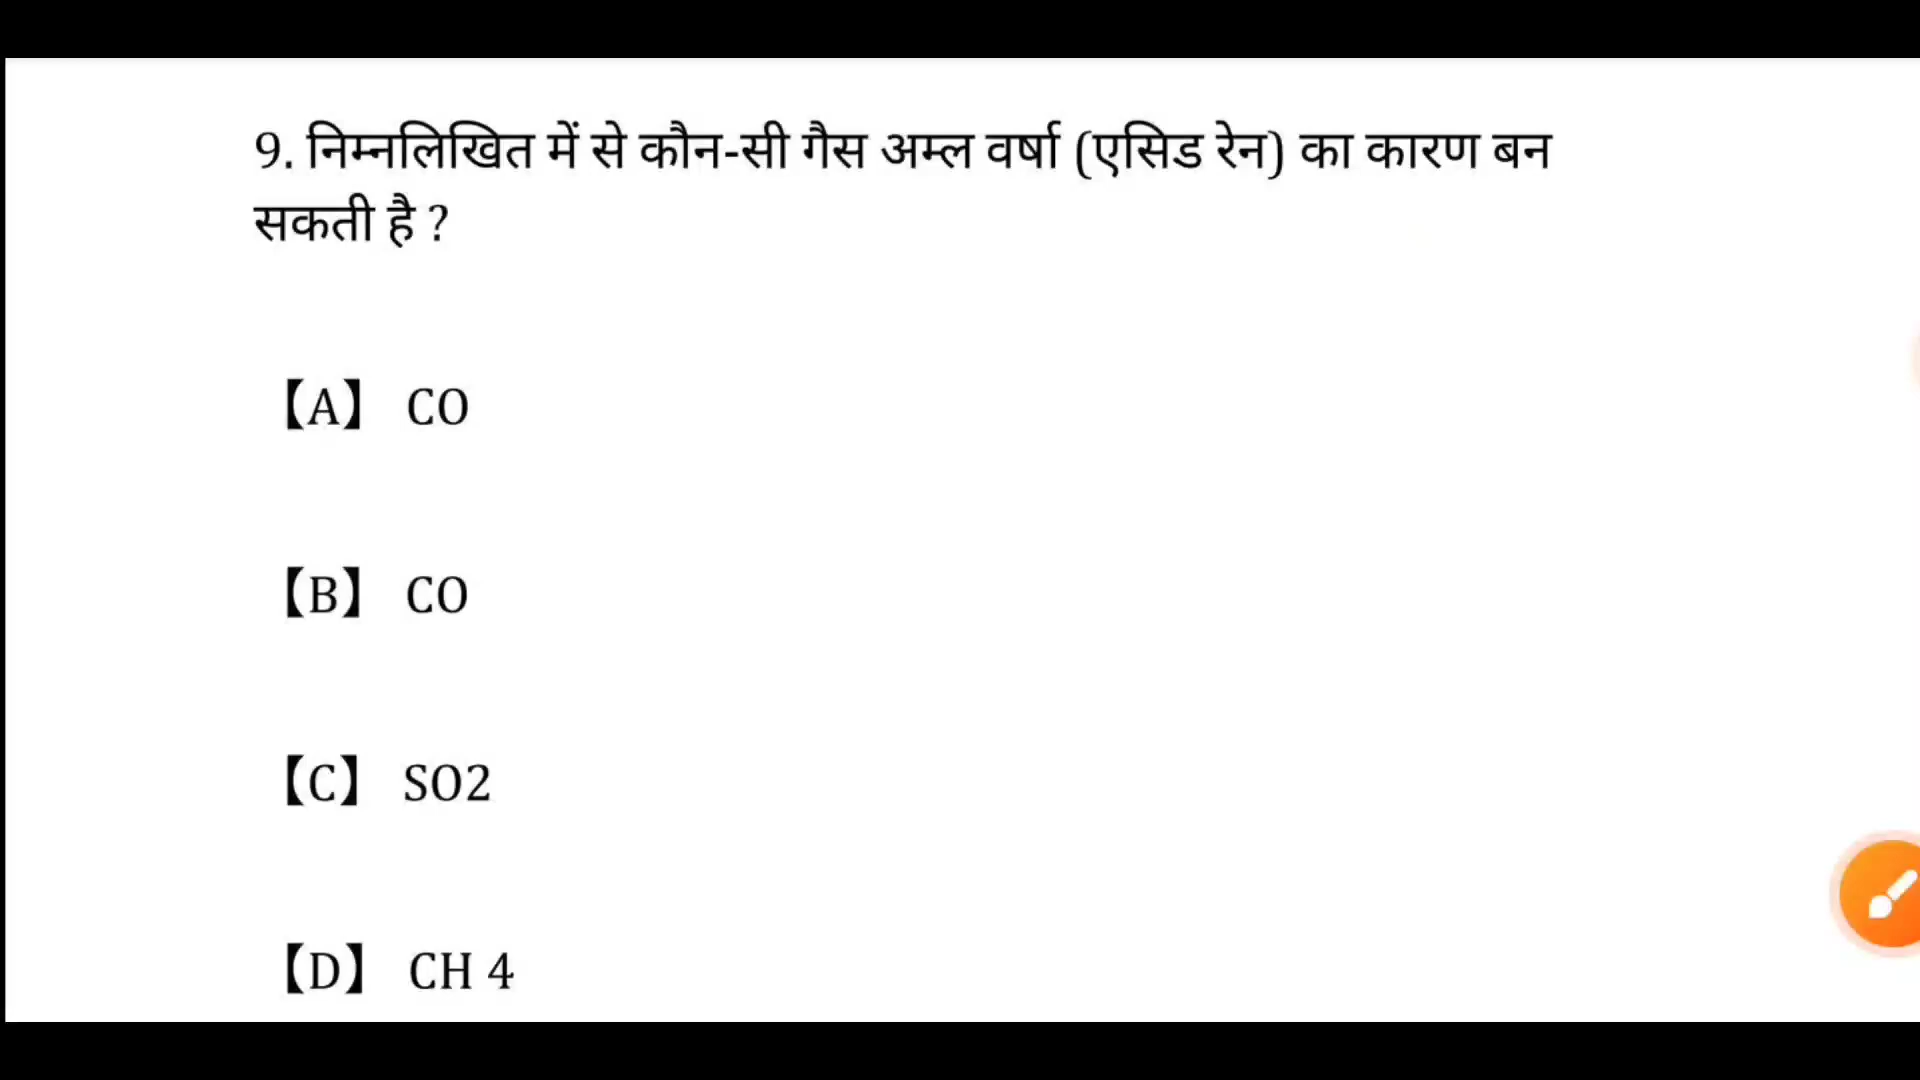 9. निम्नलिखित में से कौन-सी गैस अम्ल वर्षा (एसिड रेन) का कारण बन
सकती है ?
【A】 CO
【B】 CO
【C】 SO2
【D】 CH 4